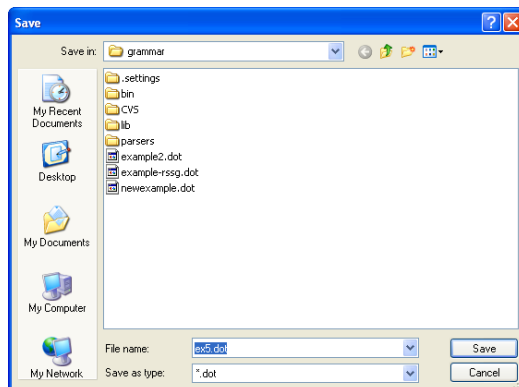 Save
Save in:
grammar
.settings
bin
CVS
lib
parsers
example2.dot
example-rssg.dot
newexample.dot
My Recent
Documents
Desktop
My Documents
My Computer
My Network
File name:
ex5.dot
Save
Save as type:
*.dot
Cancel